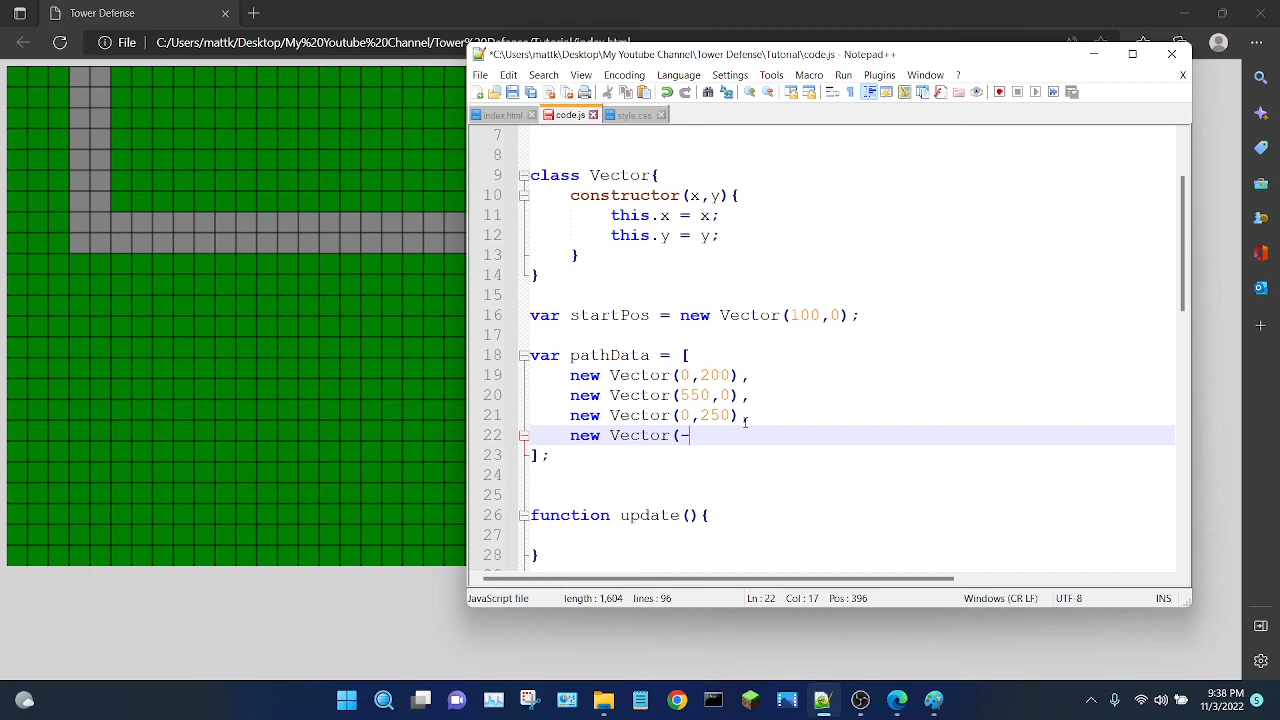 Tower Defense
File
C:/Users/mattk/Desktop/My%20Youtube%20Channel/Tower%20Defense/Tutorial/index.html
*C:\Users\mattk\Desktop\My Youtube Channel\Tower Defense\Tutorial\code.js - Notepad++
File Edit Search View Encoding Language Settings Tools Macro Run Plugins Window ? X
index.html code.js style.css
7
8
9 class Vector{
10 constructor(x,y){
11 this.x = x;
12 this.y = y;
13 }
14 }
15
16 var startPos = new Vector(100,0);
17
18 var pathData = [
19 new Vector(0,200),
20 new Vector(550,0),
21 new Vector(0,250),
22 new Vector(-
23 ];
24
25
26 function update(){
27
28 }
JavaScript file length : 1,604 lines : 96 Ln : 22 Col : 17 Pos : 396 Windows (CR LF) UTF-8 INS
9:38 PM
11/3/2022